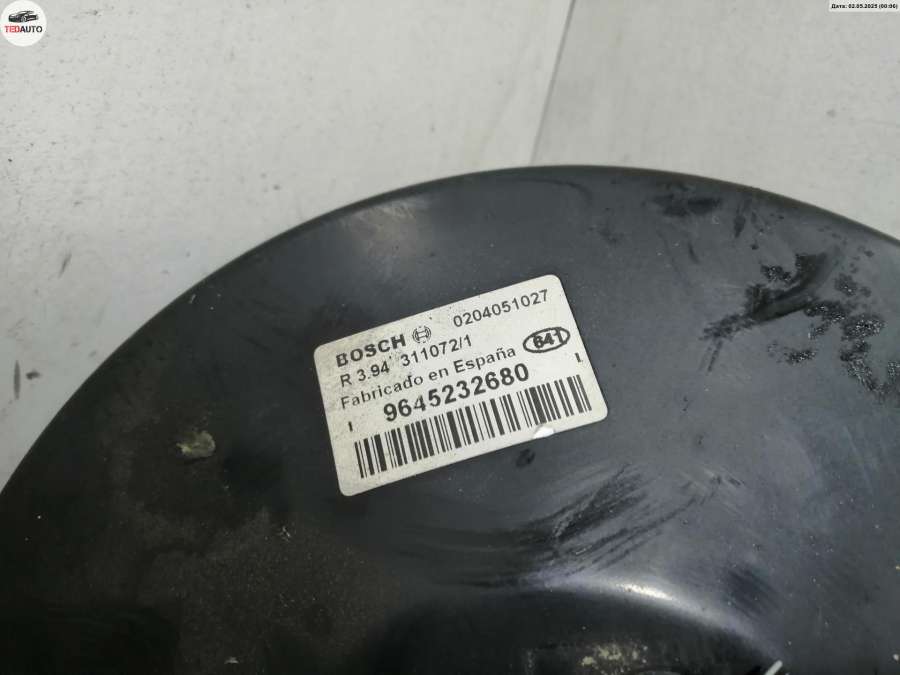 TEDAUTO
Дата: 02.05.2025 (00:06)
BOSCH 0204051027
R 3.94 311072/1 641
Fabricado en España
9645232680